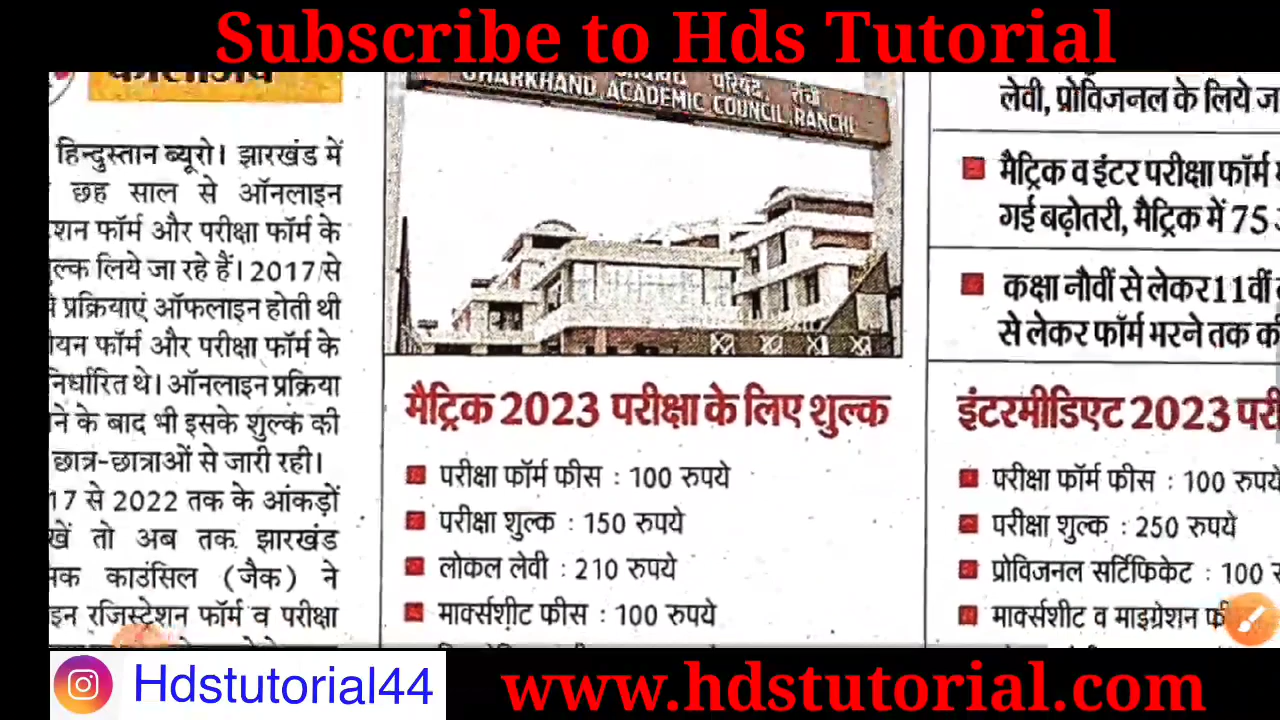 Subscribe to Hds Tutorial
JHARKHAND ACADEMIC COUNCIL, RANCHI
परिषद्, राँची
हिन्दुस्तान ब्यूरो। झारखंड में
छह साल से ऑनलाइन
फॉर्म और परीक्षा फॉर्म के
लिये जा रहे हैं। 2017 से
प्रक्रियाएं ऑफलाइन होती थी
फॉर्म और परीक्षा फॉर्म के
निर्धारित थे। ऑनलाइन प्रक्रिया
के बाद भी इसके शुल्क की
छात्र-छात्राओं से जारी रही।
17 से 2022 तक के आंकड़ों
तो अब तक झारखंड
काउंसिल (जैक) ने
रजिस्ट्रेशन फॉर्म व परीक्षा
मैट्रिक 2023 परीक्षा के लिए शुल्क
परीक्षा फॉर्म फीस : 100 रुपये
परीक्षा शुल्क : 150 रुपये
लोकल लेवी : 210 रुपये
मार्क्सशीट फीस : 100 रुपये
लेवी, प्रोविजनल के लिये
मैट्रिक व इंटर परीक्षा फॉर्म
गई बढ़ोतरी, मैट्रिक में 75
कक्षा नौवीं से लेकर 11वीं
से लेकर फॉर्म भरने तक
इंटरमीडिएट 2023
परीक्षा फॉर्म फीस : 100 रुपये
परीक्षा शुल्क : 250 रुपये
प्रोविजनल सर्टिफिकेट : 100
मार्क्सशीट व माइग्रेशन
Hdstutorial44
www.hdstutorial.com